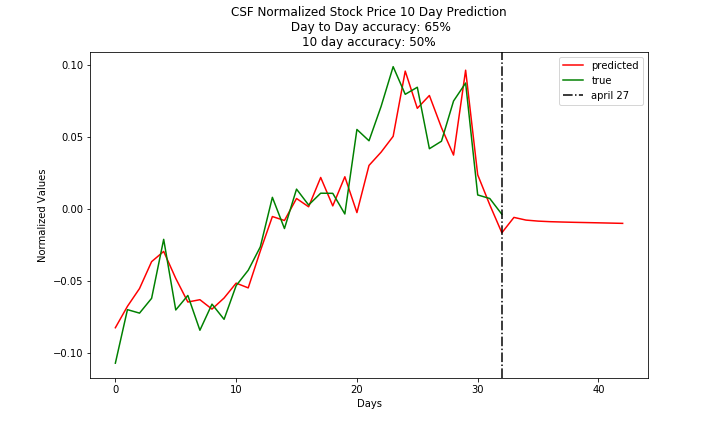 CSF Normalized Stock Price 10 Day Prediction
Day to Day accuracy: 65%
10 day accuracy: 50%
predicted
true
april 27
Normalized Values
0.10
0.05
0.00
−0.05
−0.10
0
10
20
30
40
Days